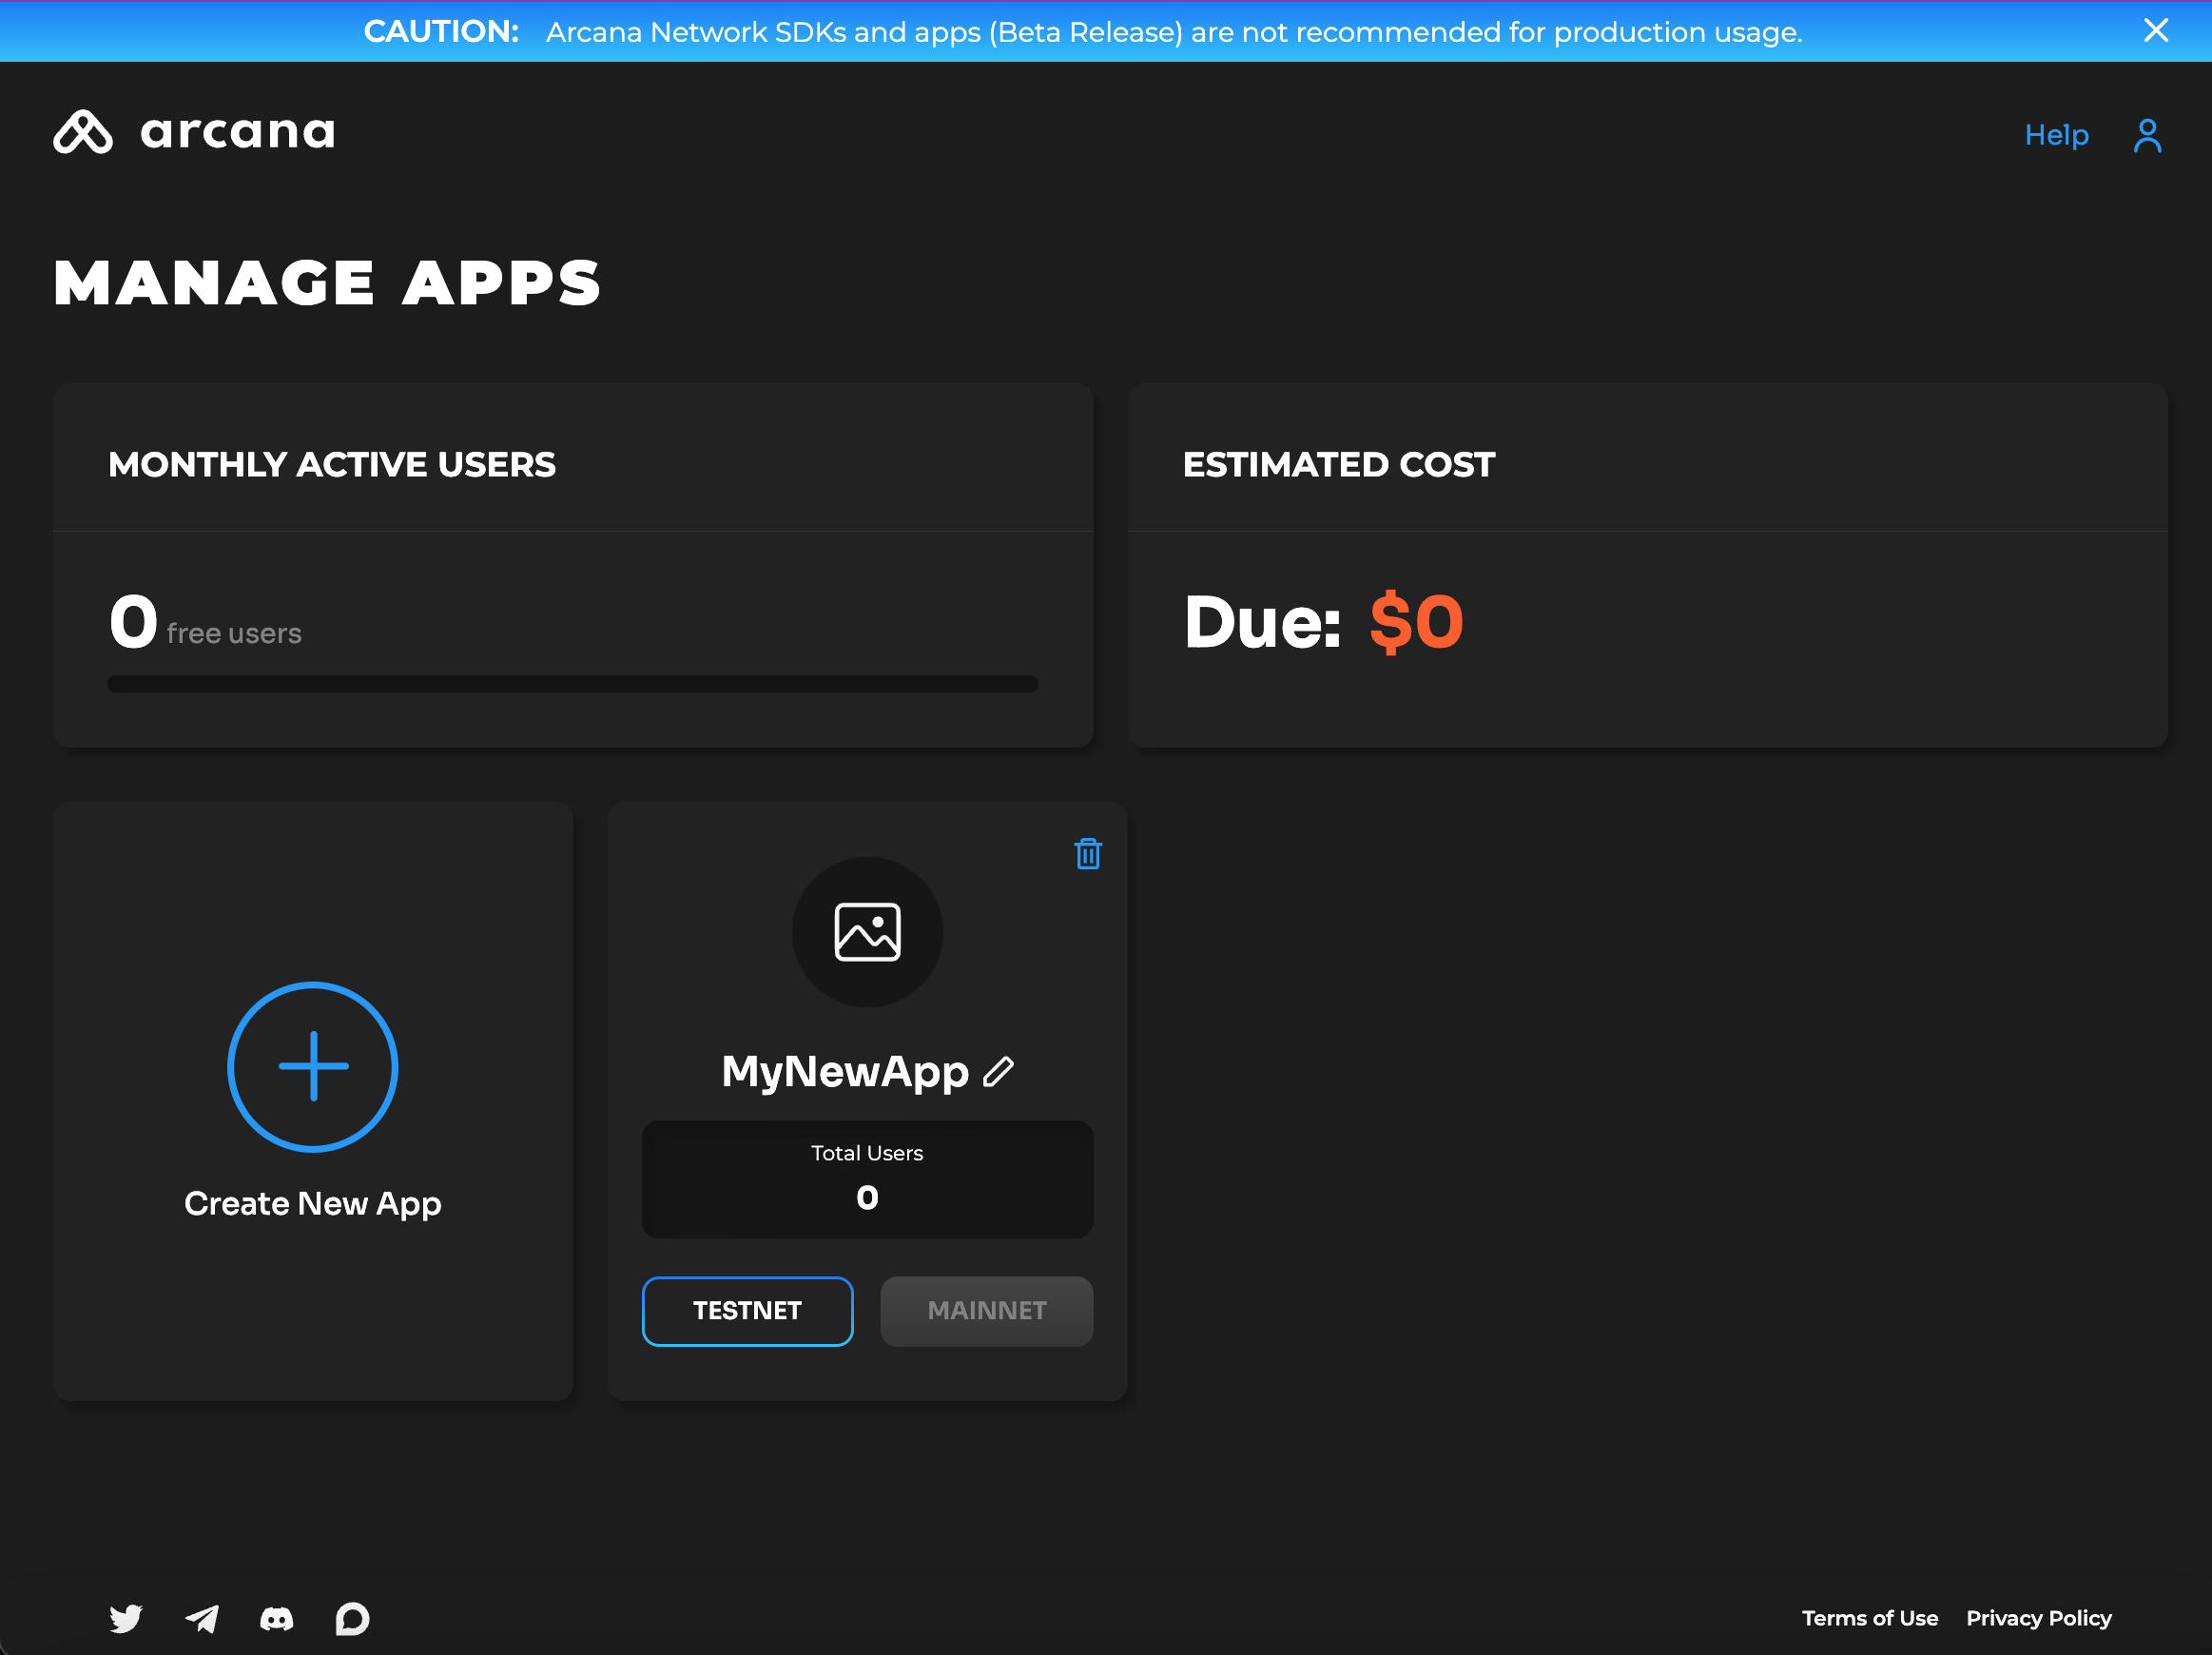 CAUTION: Arcana Network SDKs and apps (Beta Release) are not recommended for production usage.
arcana
Help
MANAGE APPS
MONTHLY ACTIVE USERS
0 free users
ESTIMATED COST
Due: $0
Create New App
MyNewApp
Total Users
0
TESTNET
MAINNET
Terms of Use
Privacy Policy